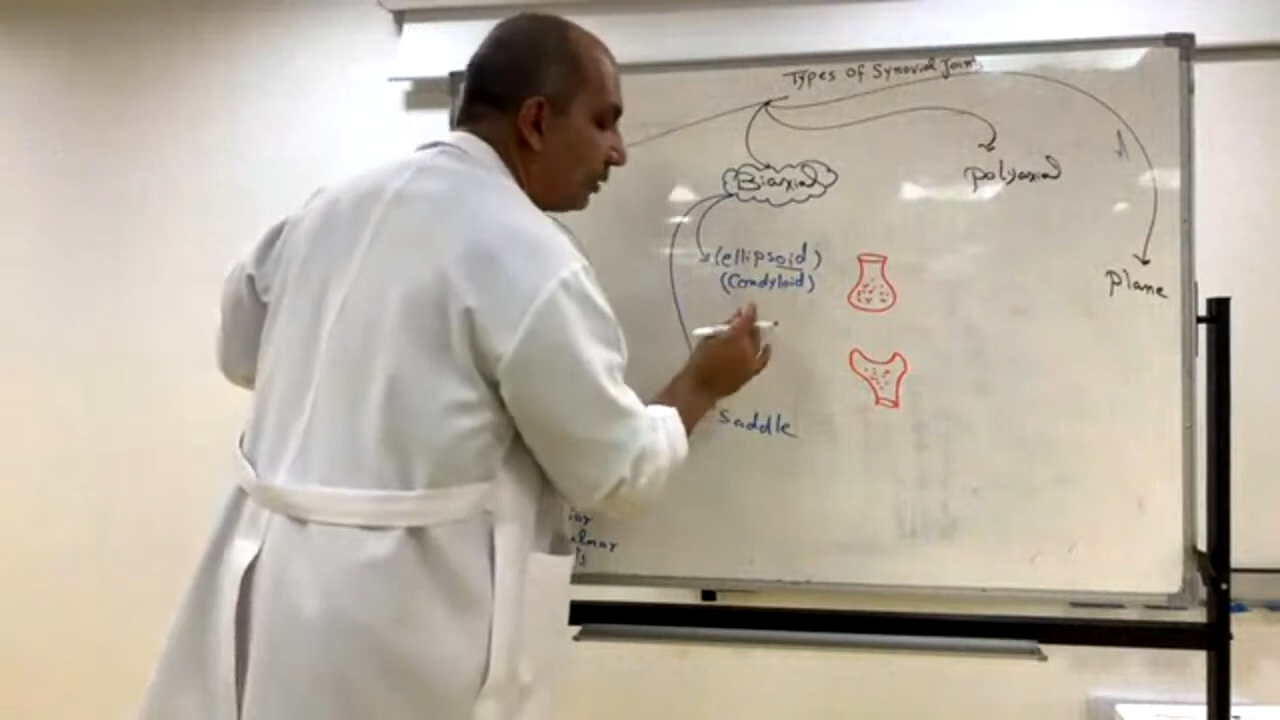 Types of Synovial Joints
Biaxial
polyaxial
(ellipsoid)
(Condyloid)
plane
Saddle